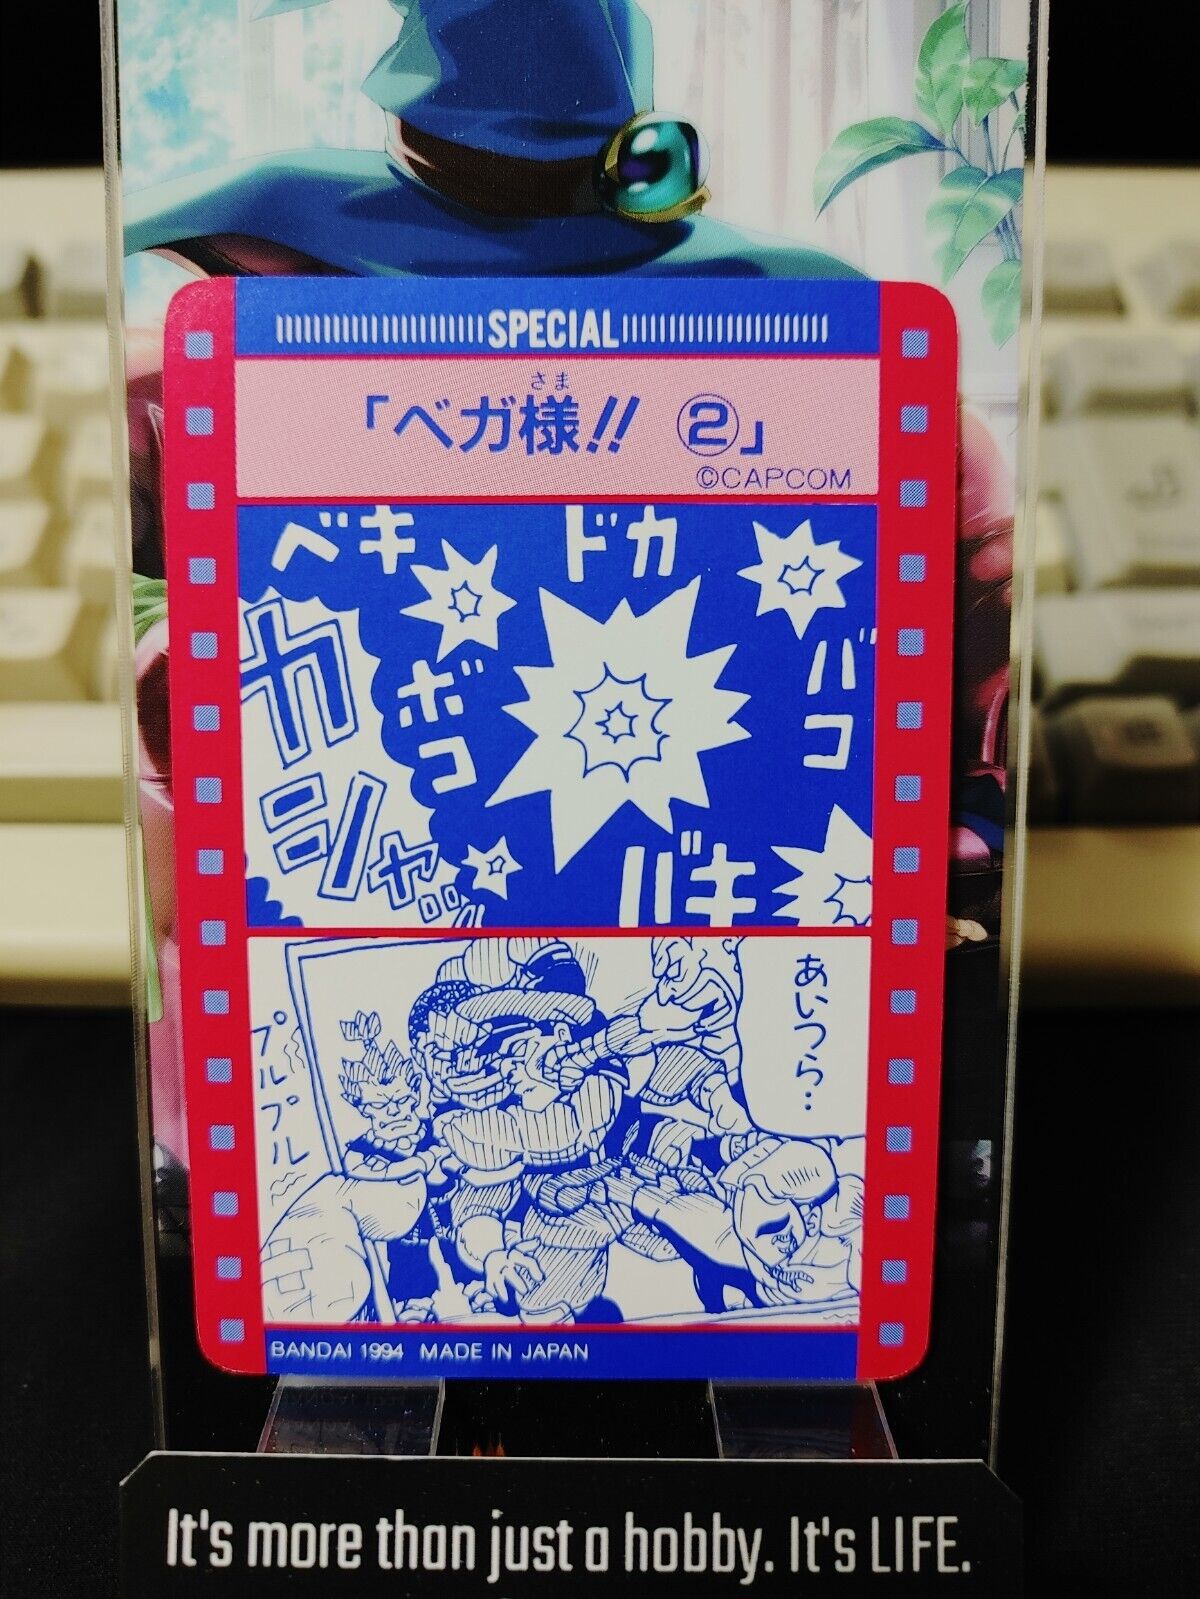 SPECIAL
さま
「ベガ様!! ②」
©CAPCOM
ベキ
ドカ
カシャッ
ボコ
バコ
バキ
あいつら…
プルプル
BANDAI 1994 MADE IN JAPAN
It's more than just a hobby. It's LIFE.